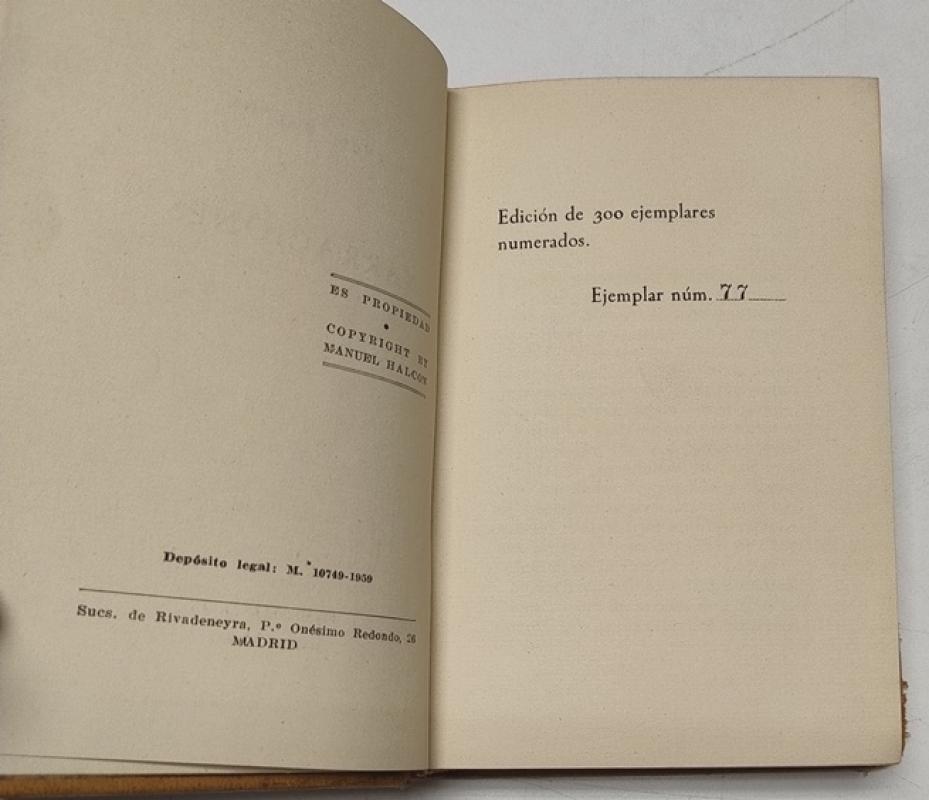 ES PROPIEDAD
COPYRIGHT BY
MANUEL HALCON
Depósito legal: M. 10749-1959
Sucs. de Rivadeneyra, P.º Onésimo Redondo, 26
MADRID
Edición de 300 ejemplares
numerados.
Ejemplar núm. 77